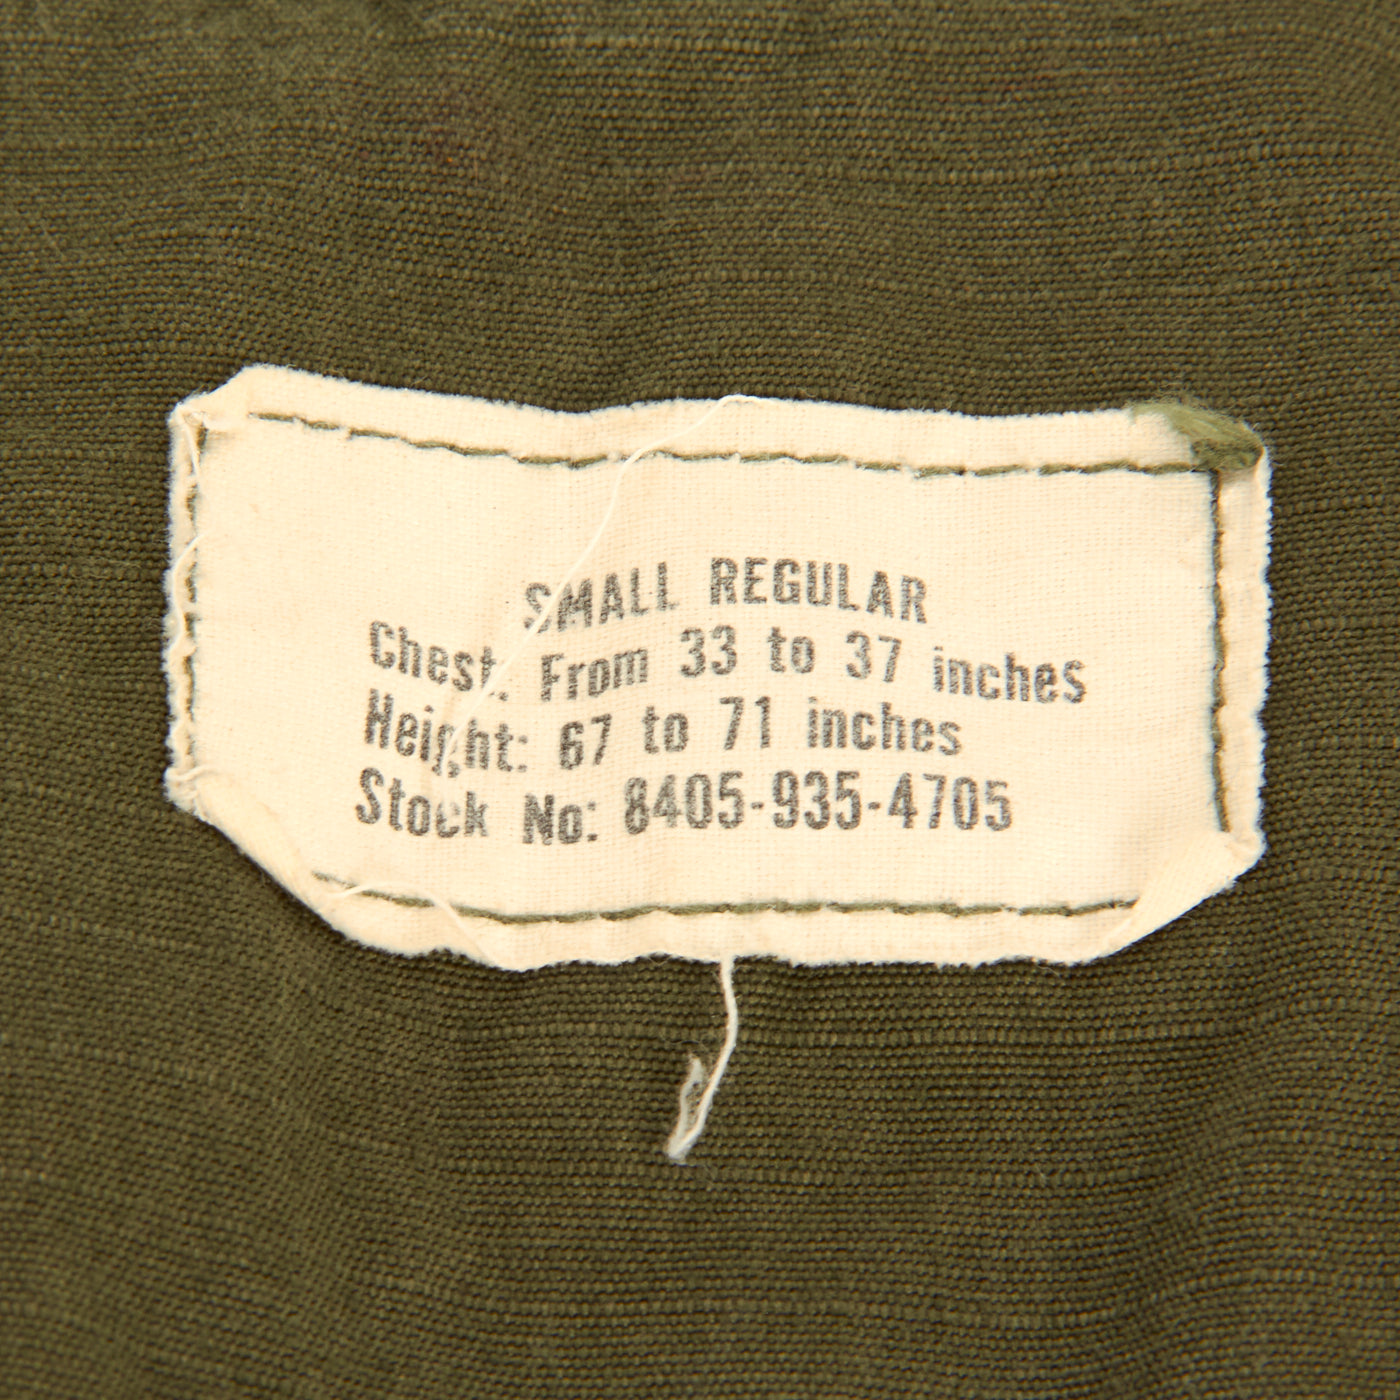 SMALL REGULAR
Chest: From 33 to 37 inches
Height: 67 to 71 inches
Stock No: 8405-935-4705